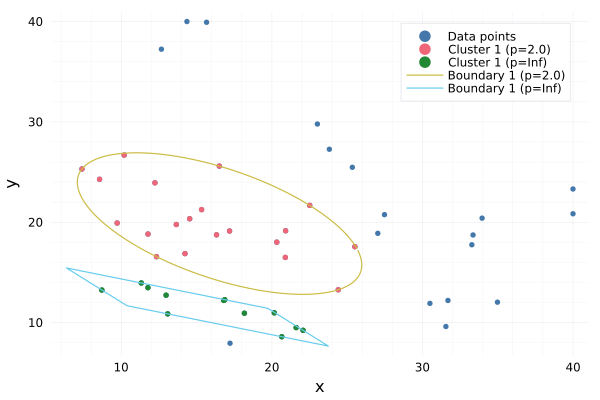 40
30
20
10
y
10
20
30
40
x
Data points
Cluster 1 (p=2.0)
Cluster 1 (p=Inf)
Boundary 1 (p=2.0)
Boundary 1 (p=Inf)